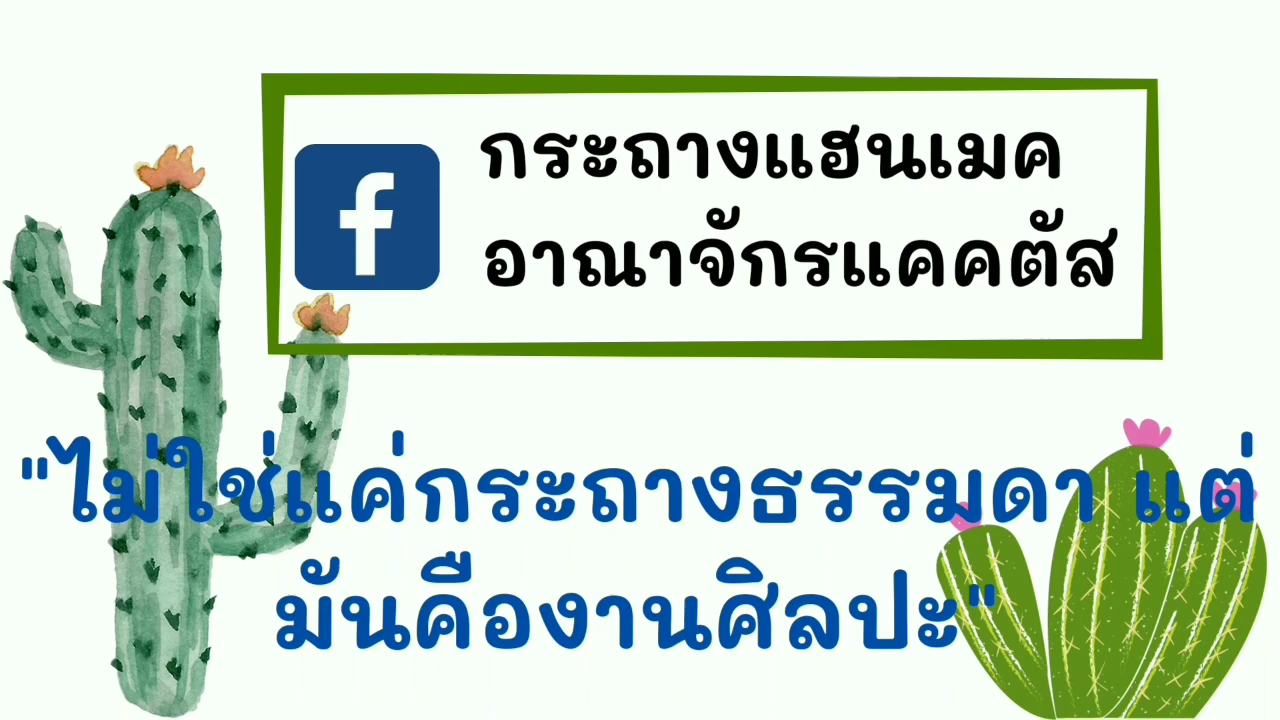 กระถางแฮนเมค
อาณาจักรแคคตัส
"ไม่ใช่แค่กระถางธรรมดา แต่
มันคืองานศิลปะ"